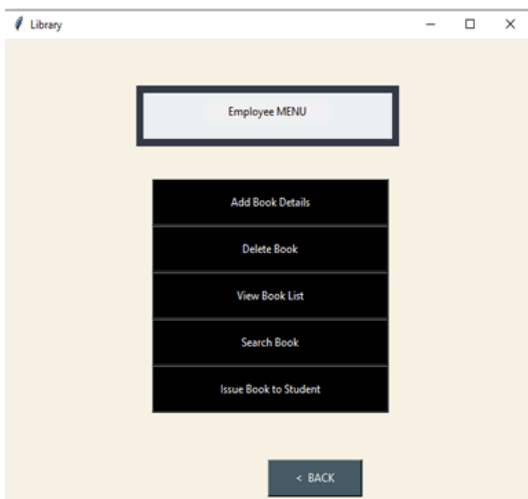 Library
Employee MENU
Add Book Details
Delete Book
View Book List
Search Book
Issue Book to Student
< BACK